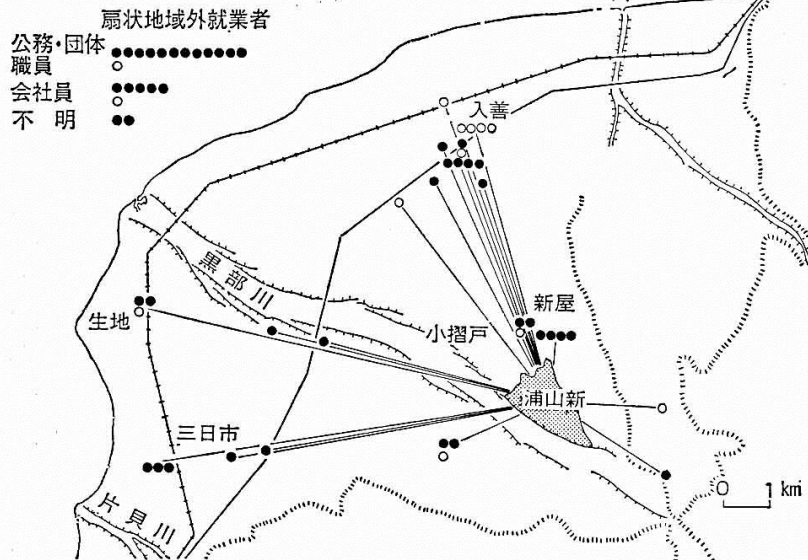 扇状地域外就業者
公務・団体
職員
会社員
不明
入善
黒部川
新屋
生地
小摺戸
浦山新
三日市
片貝川
0 1km